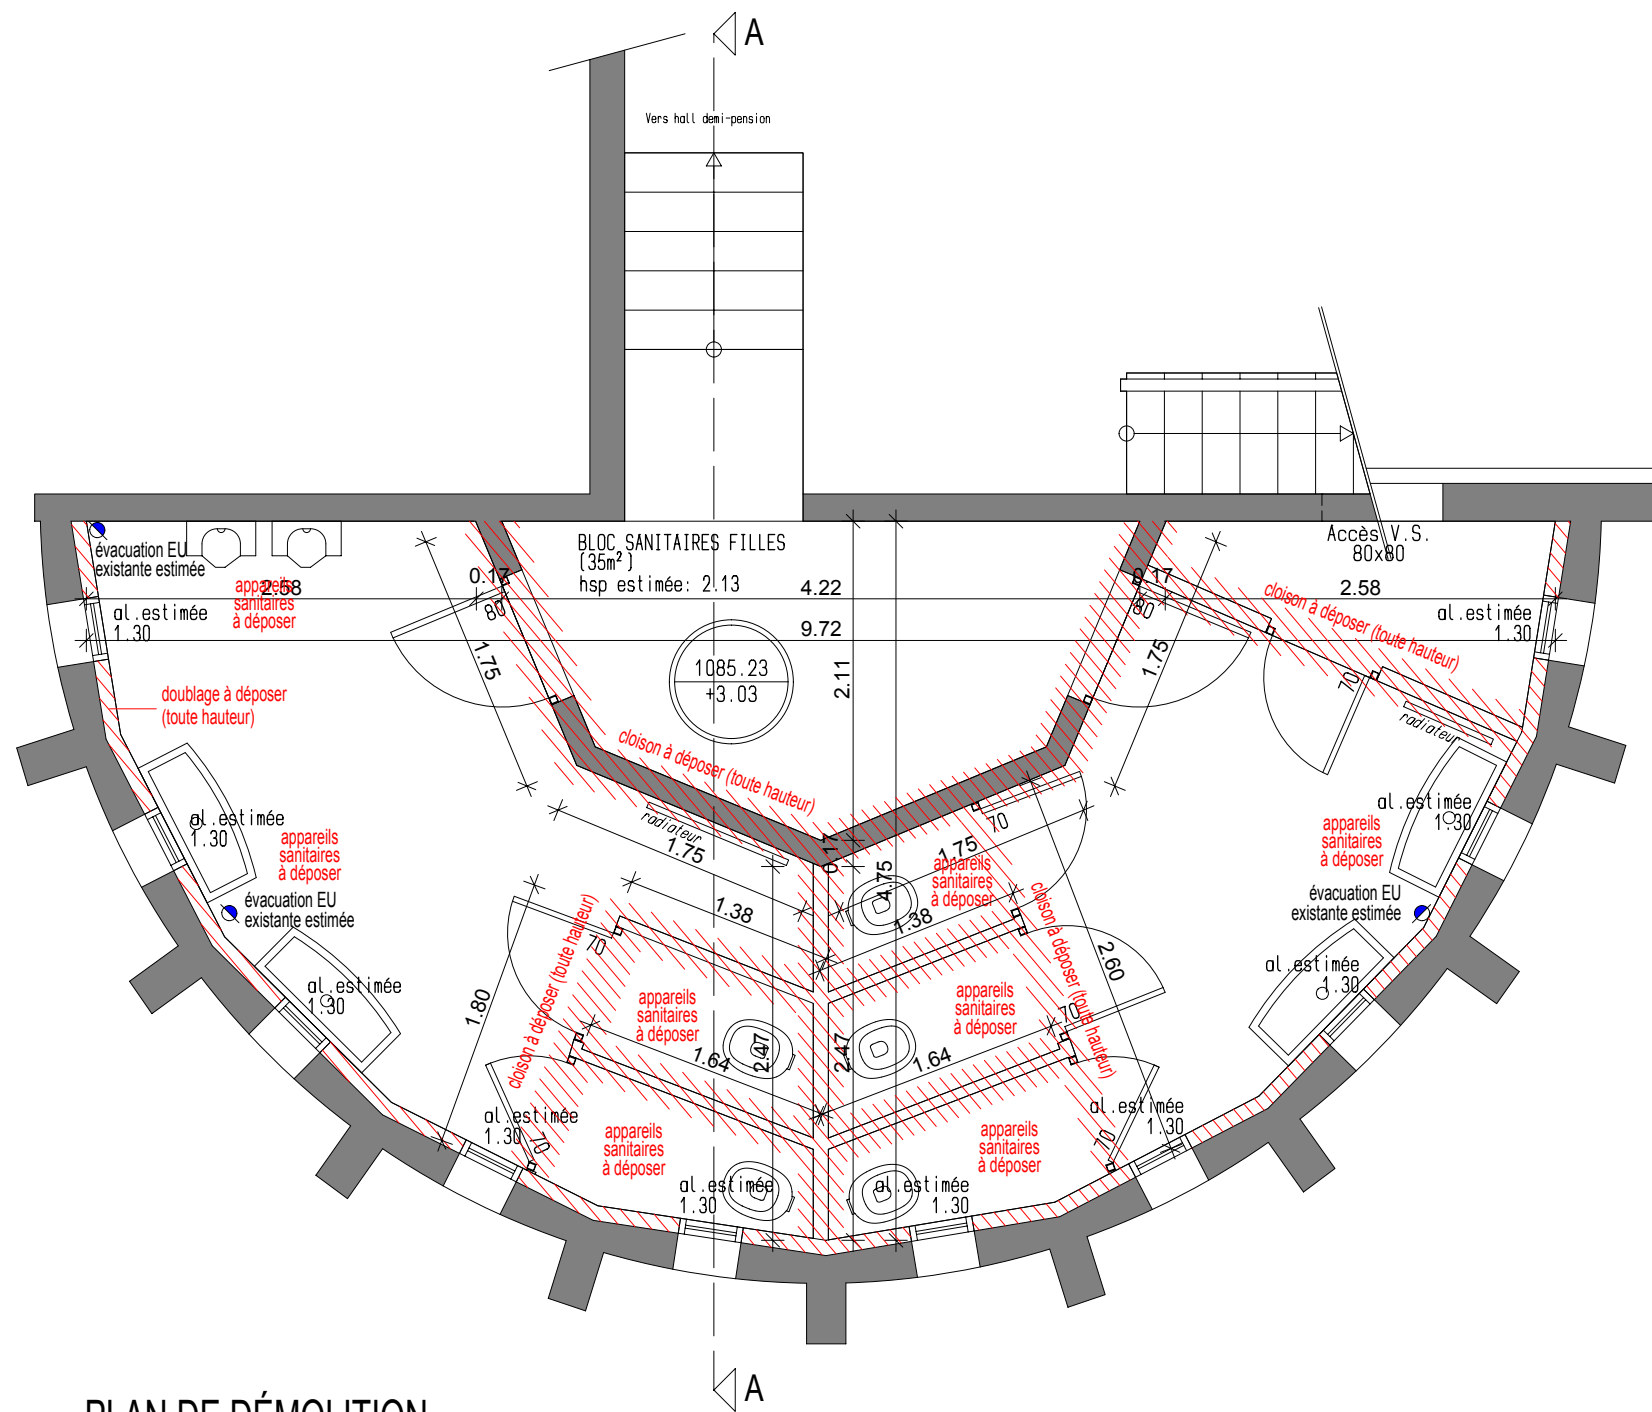 A
Vers hall demi-pension
BLOC SANITAIRES FILLES
(35m²)
hsp estimée: 2.13
Accès V.S.
80x80
évacuation EU
existante estimée
appareils
sanitaires
à déposer
2.58
0.17
4.22
0.17
2.58
9.72
80
80
al.estimée
1.30
al.estimée
1.30
cloison à déposer (toute hauteur)
1.75
1085.23
+3.03
2.11
1.75
70
radiateur
doublage à déposer
(toute hauteur)
cloison à déposer (toute hauteur)
al.estimée
1.30
appareils
sanitaires
à déposer
radiateur
1.75
0.17
1.75
70
4.75
appareils
sanitaires
à déposer
al.estimée
1.30
appareils
sanitaires
à déposer
évacuation EU
existante estimée
évacuation EU
existante estimée
1.38
1.38
70
cloison à déposer (toute hauteur)
cloison à déposer (toute hauteur)
2.60
al.estimée
1.30
al.estimée
1.30
1.80
appareils
sanitaires
à déposer
appareils
sanitaires
à déposer
70
1.64
2.47
2.47
1.64
al.estimée
1.30
70
appareils
sanitaires
à déposer
appareils
sanitaires
à déposer
al.estimée
1.30
70
al.estimée
1.30
al.estimée
1.30
A
PLAN DE DÉMOLITION